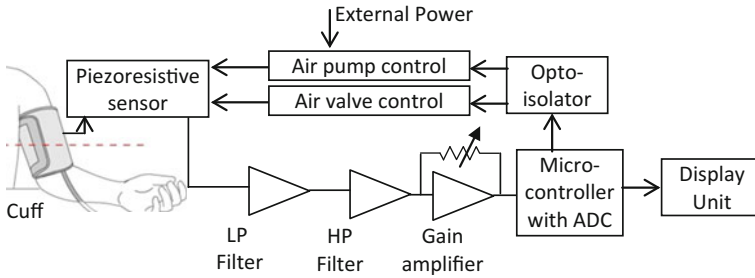 External Power
Piezoresistive
sensor
Air pump control
Air valve control
Opto-
isolator
Cuff
LP
Filter
HP
Filter
Gain
amplifier
Micro-
controller
with ADC
Display
Unit